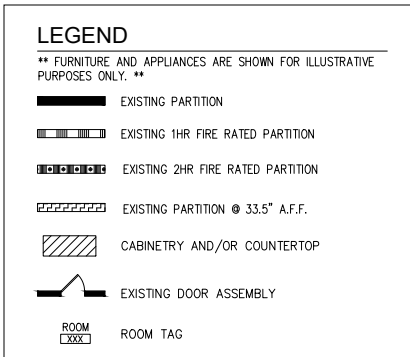 LEGEND
** FURNITURE AND APPLIANCES ARE SHOWN FOR ILLUSTRATIVE
PURPOSES ONLY. **
EXISTING PARTITION
EXISTING 1HR FIRE RATED PARTITION
EXISTING 2HR FIRE RATED PARTITION
EXISTING PARTITION @ 33.5" A.F.F.
CABINETRY AND/OR COUNTERTOP
EXISTING DOOR ASSEMBLY
ROOM
XXX
ROOM TAG